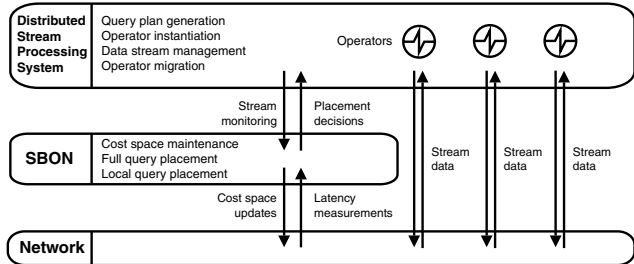 Distributed
Stream
Processing
System
Query plan generation
Operator instantiation
Data stream management
Operator migration
Operators
Stream
monitoring
Placement
decisions
SBON
Cost space maintenance
Full query placement
Local query placement
Stream
data
Stream
data
Stream
data
Cost space
updates
Latency
measurements
Network